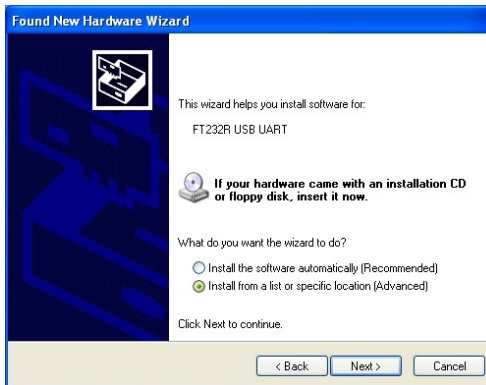 Found New Hardware Wizard
This wizard helps you install software for:
FT232R USB UART
If your hardware came with an installation CD
or floppy disk, insert it now.
What do you want the wizard to do?
Install the software automatically (Recommended)
Install from a list or specific location (Advanced)
Click Next to continue.
< Back
Next >
Cancel